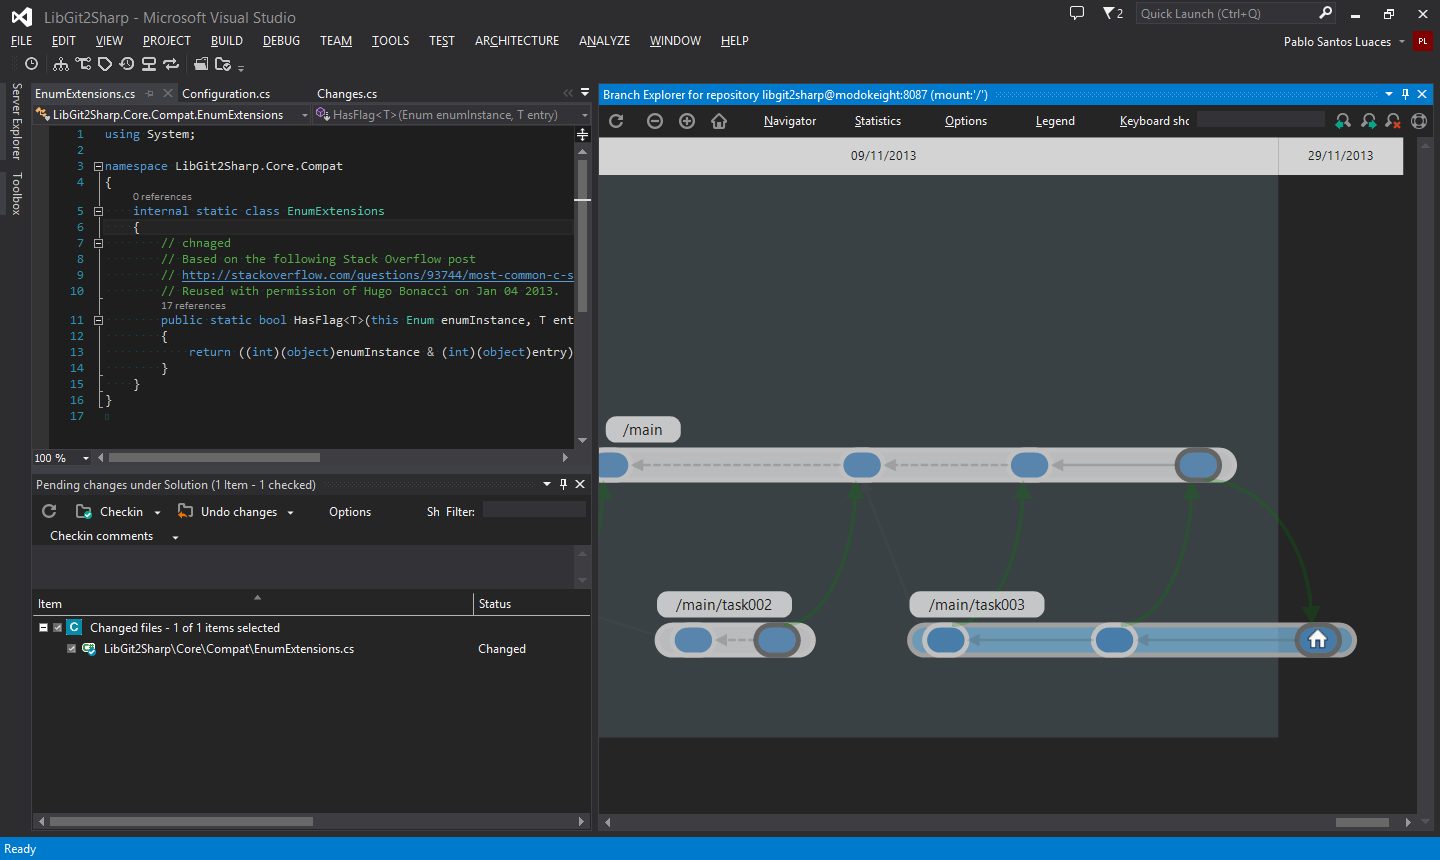 LibGit2Sharp - Microsoft Visual Studio
2
Quick Launch (Ctrl+Q)
FILE EDIT VIEW PROJECT BUILD DEBUG TEAM TOOLS TEST ARCHITECTURE ANALYZE WINDOW HELP
Pablo Santos Luaces
PL
Server Explorer
Toolbox
EnumExtensions.cs Configuration.cs Changes.cs
LibGit2Sharp.Core.Compat.EnumExtensions HasFlag<T>(Enum enumInstance, T entry)
1 using System;
2
3 namespace LibGit2Sharp.Core.Compat
4 {
0 references
5 internal static class EnumExtensions
6 {
7 // chnaged
8 // Based on the following Stack Overflow post
9 // http://stackoverflow.com/questions/93744/most-common-c-s
10 // Reused with permission of Hugo Bonacci on Jan 04 2013.
17 references
11 public static bool HasFlag<T>(this Enum enumInstance, T ent
12 {
13 return ((int)(object)enumInstance & (int)(object)entry)
14 }
15 }
16 }
17
100 %
Pending changes under Solution (1 Item - 1 checked)
Checkin Undo changes Options Sh Filter:
Checkin comments
Item Status
C Changed files - 1 of 1 items selected
LibGit2Sharp\Core\Compat\EnumExtensions.cs Changed
Branch Explorer for repository libgit2sharp@modokeight:8087 (mount:'/')
Navigator Statistics Options Legend Keyboard sho
09/11/2013 29/11/2013
/main
/main/task002 /main/task003
Ready